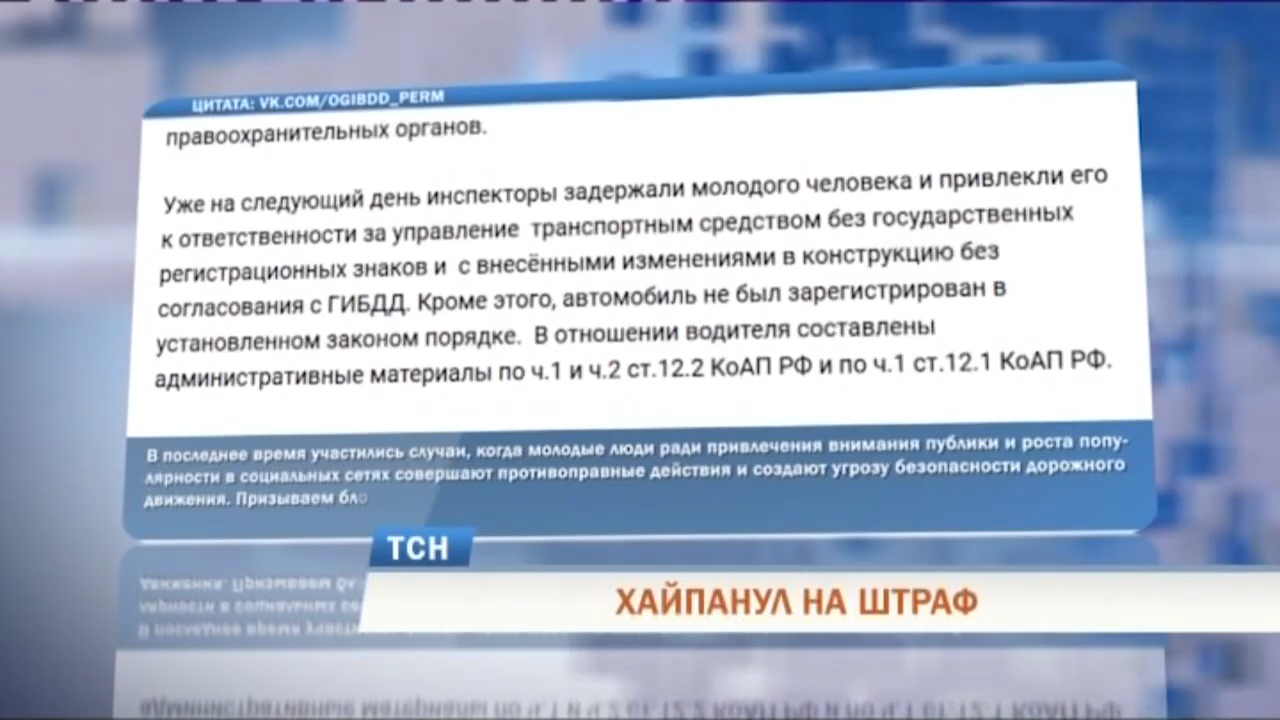 ЦИТАТА: VK.COM/OGIBDD_PERM
правоохранительных органов.
Уже на следующий день инспекторы задержали молодого человека и привлекли его
к ответственности за управление транспортным средством без государственных
регистрационных знаков и с внесёнными изменениями в конструкцию без
согласования с ГИБДД. Кроме этого, автомобиль не был зарегистрирован в
установленном законом порядке. В отношении водителя составлены
административные материалы по ч.1 и ч.2 ст.12.2 КоАП РФ и по ч.1 ст.12.1 КоАП РФ.
В последнее время участились случаи, когда молодые люди ради привлечения внимания публики и роста попу-
лярности в социальных сетях совершают противоправные действия и создают угрозу безопасности дорожного
движения. Призываем бло
ТСН
ХАЙПАНУЛ НА ШТРАФ